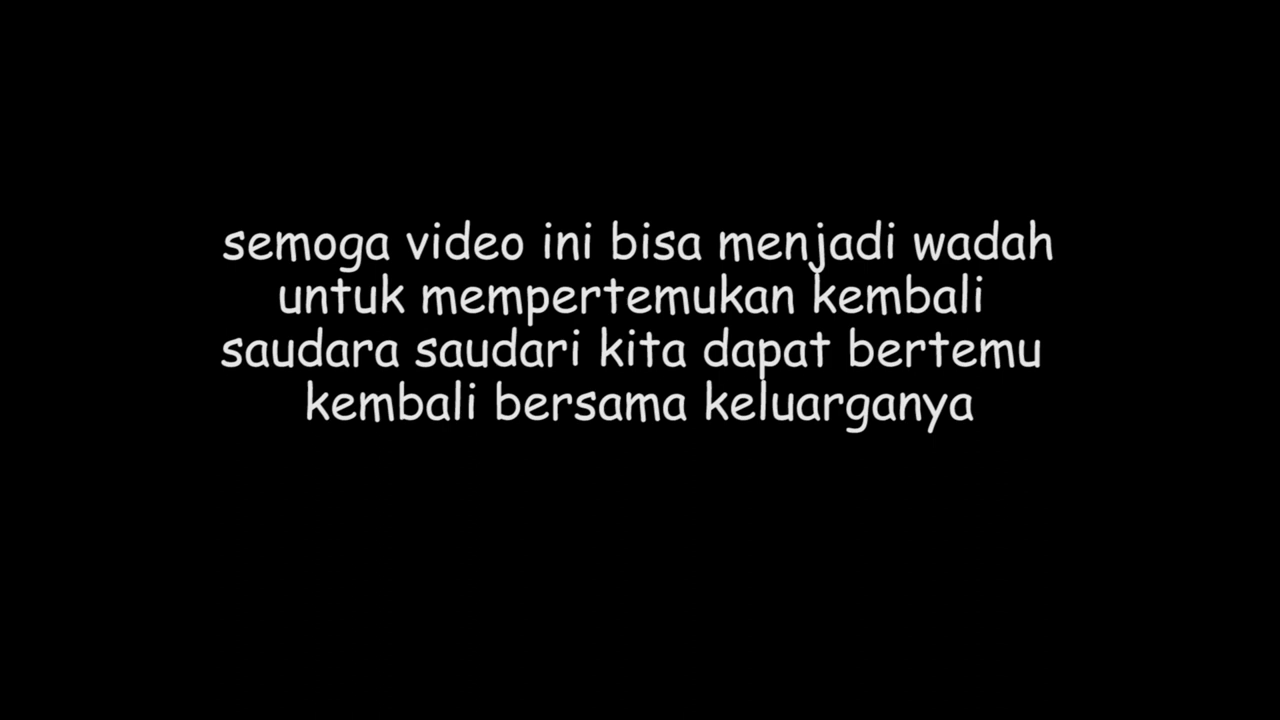 semoga video ini bisa menjadi wadah
untuk mempertemukan kembali
saudara saudari kita dapat bertemu
kembali bersama keluarganya